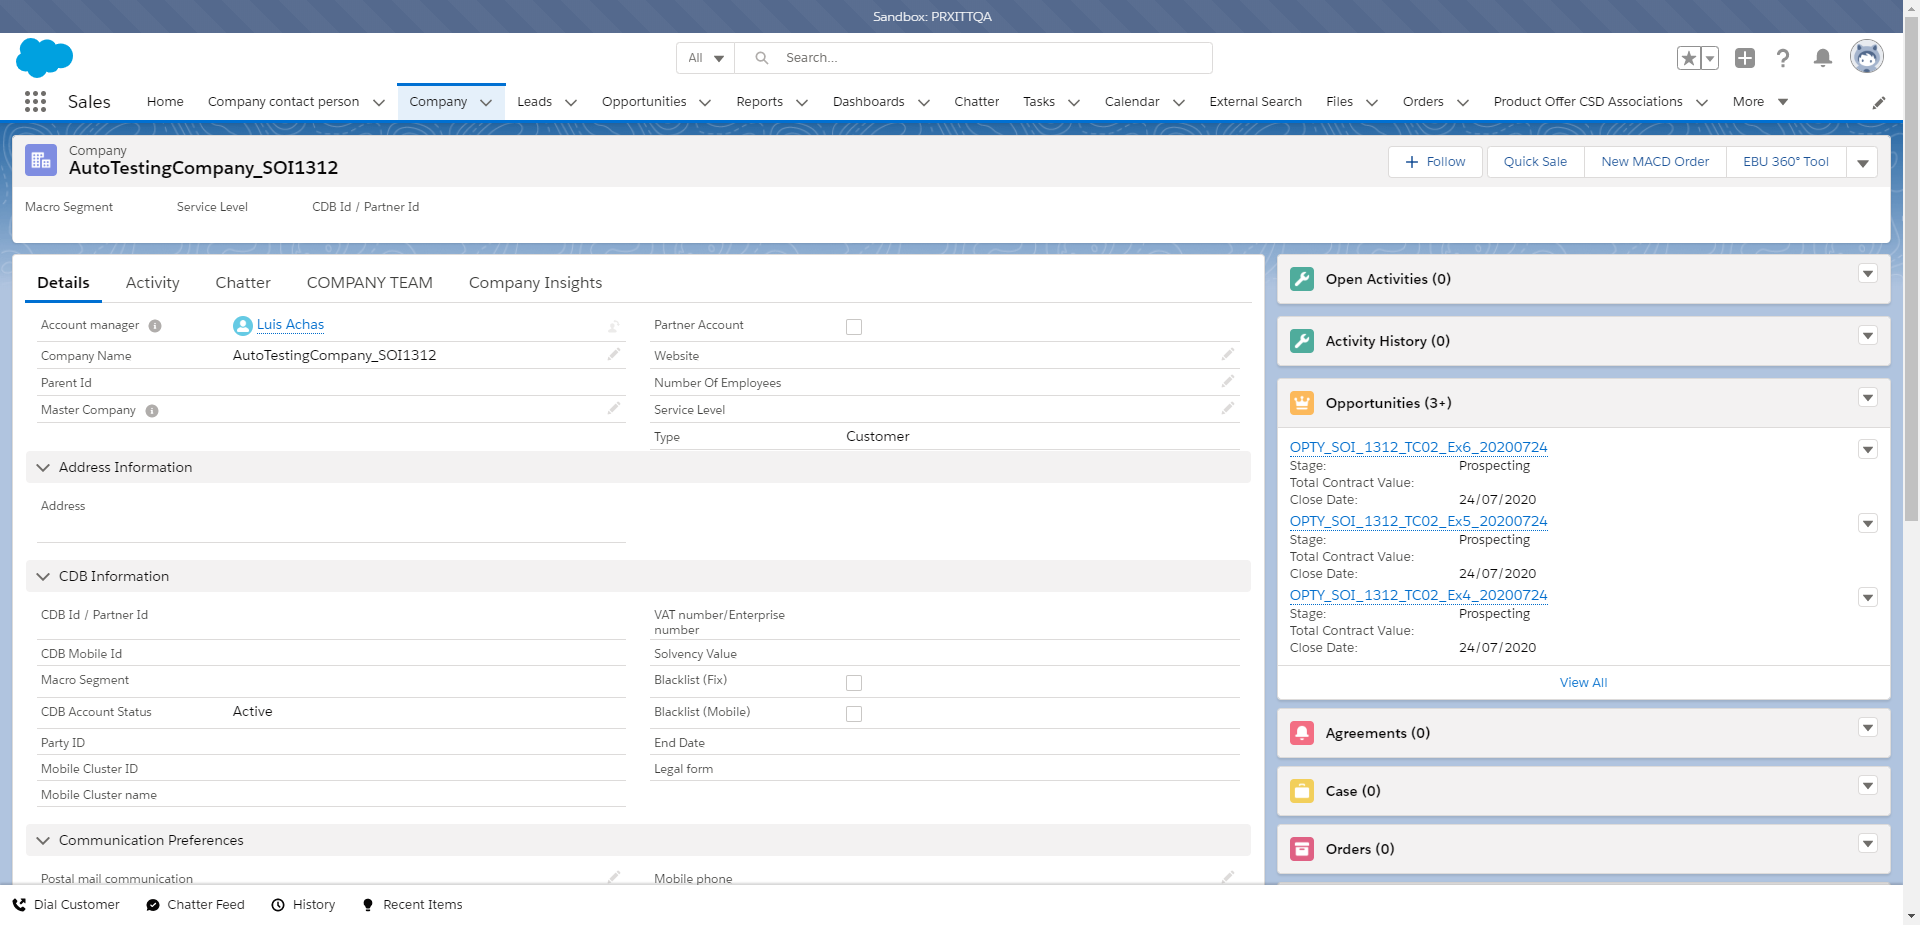 Sandbox: PRXITTQA
All
Search...
Sales
Home
Company contact person
Company
Leads
Opportunities
Reports
Dashboards
Chatter
Tasks
Calendar
External Search
Files
Orders
Product Offer CSD Associations
More
Company
AutoTestingCompany_SOI1312
Follow
Quick Sale
New MACD Order
EBU 360° Tool
Macro Segment
Service Level
CDB Id / Partner Id
Details
Activity
Chatter
COMPANY TEAM
Company Insights
Account manager
Luis Achas
Partner Account
Company Name
AutoTestingCompany_SOI1312
Website
Parent Id
Number Of Employees
Master Company
Service Level
Type
Customer
Address Information
Address
CDB Information
CDB Id / Partner Id
VAT number/Enterprise
number
CDB Mobile Id
Solvency Value
Macro Segment
Blacklist (Fix)
CDB Account Status
Active
Blacklist (Mobile)
Party ID
End Date
Mobile Cluster ID
Legal form
Mobile Cluster name
Communication Preferences
Postal mail communication
Mobile phone
Open Activities (0)
Activity History (0)
Opportunities (3+)
OPTY_SOI_1312_TC02_Ex6_20200724
Stage:
Prospecting
Total Contract Value:
Close Date:
24/07/2020
OPTY_SOI_1312_TC02_Ex5_20200724
Stage:
Prospecting
Total Contract Value:
Close Date:
24/07/2020
OPTY_SOI_1312_TC02_Ex4_20200724
Stage:
Prospecting
Total Contract Value:
Close Date:
24/07/2020
View All
Agreements (0)
Case (0)
Orders (0)
Dial Customer
Chatter Feed
History
Recent Items